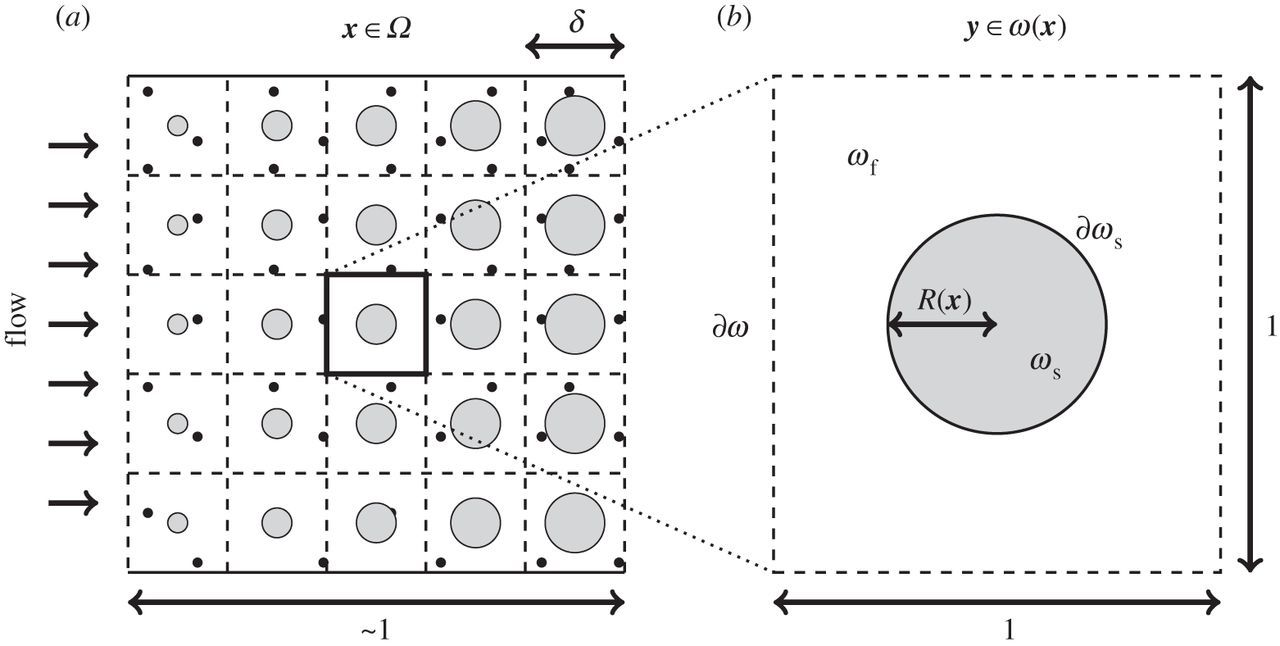 (a)
x ∈ Ω
δ
(b)
y ∈ ω(x)
flow
~1
ω_f
∂ω_s
R(x)
ω_s
∂ω
1
1